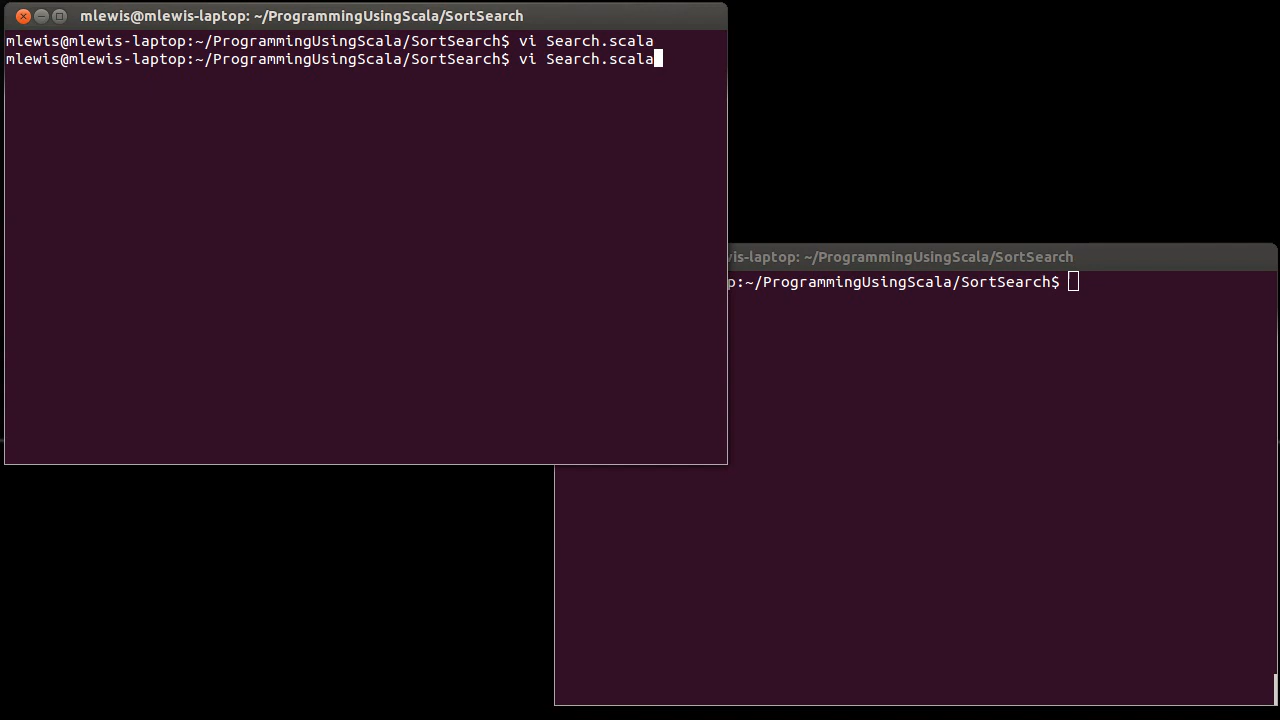 mlewis@mlewis-laptop: ~/ProgrammingUsingScala/SortSearch
mlewis@mlewis-laptop:~/ProgrammingUsingScala/SortSearch$ vi Search.scala
mlewis@mlewis-laptop:~/ProgrammingUsingScala/SortSearch$ vi Search.scala
vis-laptop: ~/ProgrammingUsingScala/SortSearch
p:~/ProgrammingUsingScala/SortSearch$